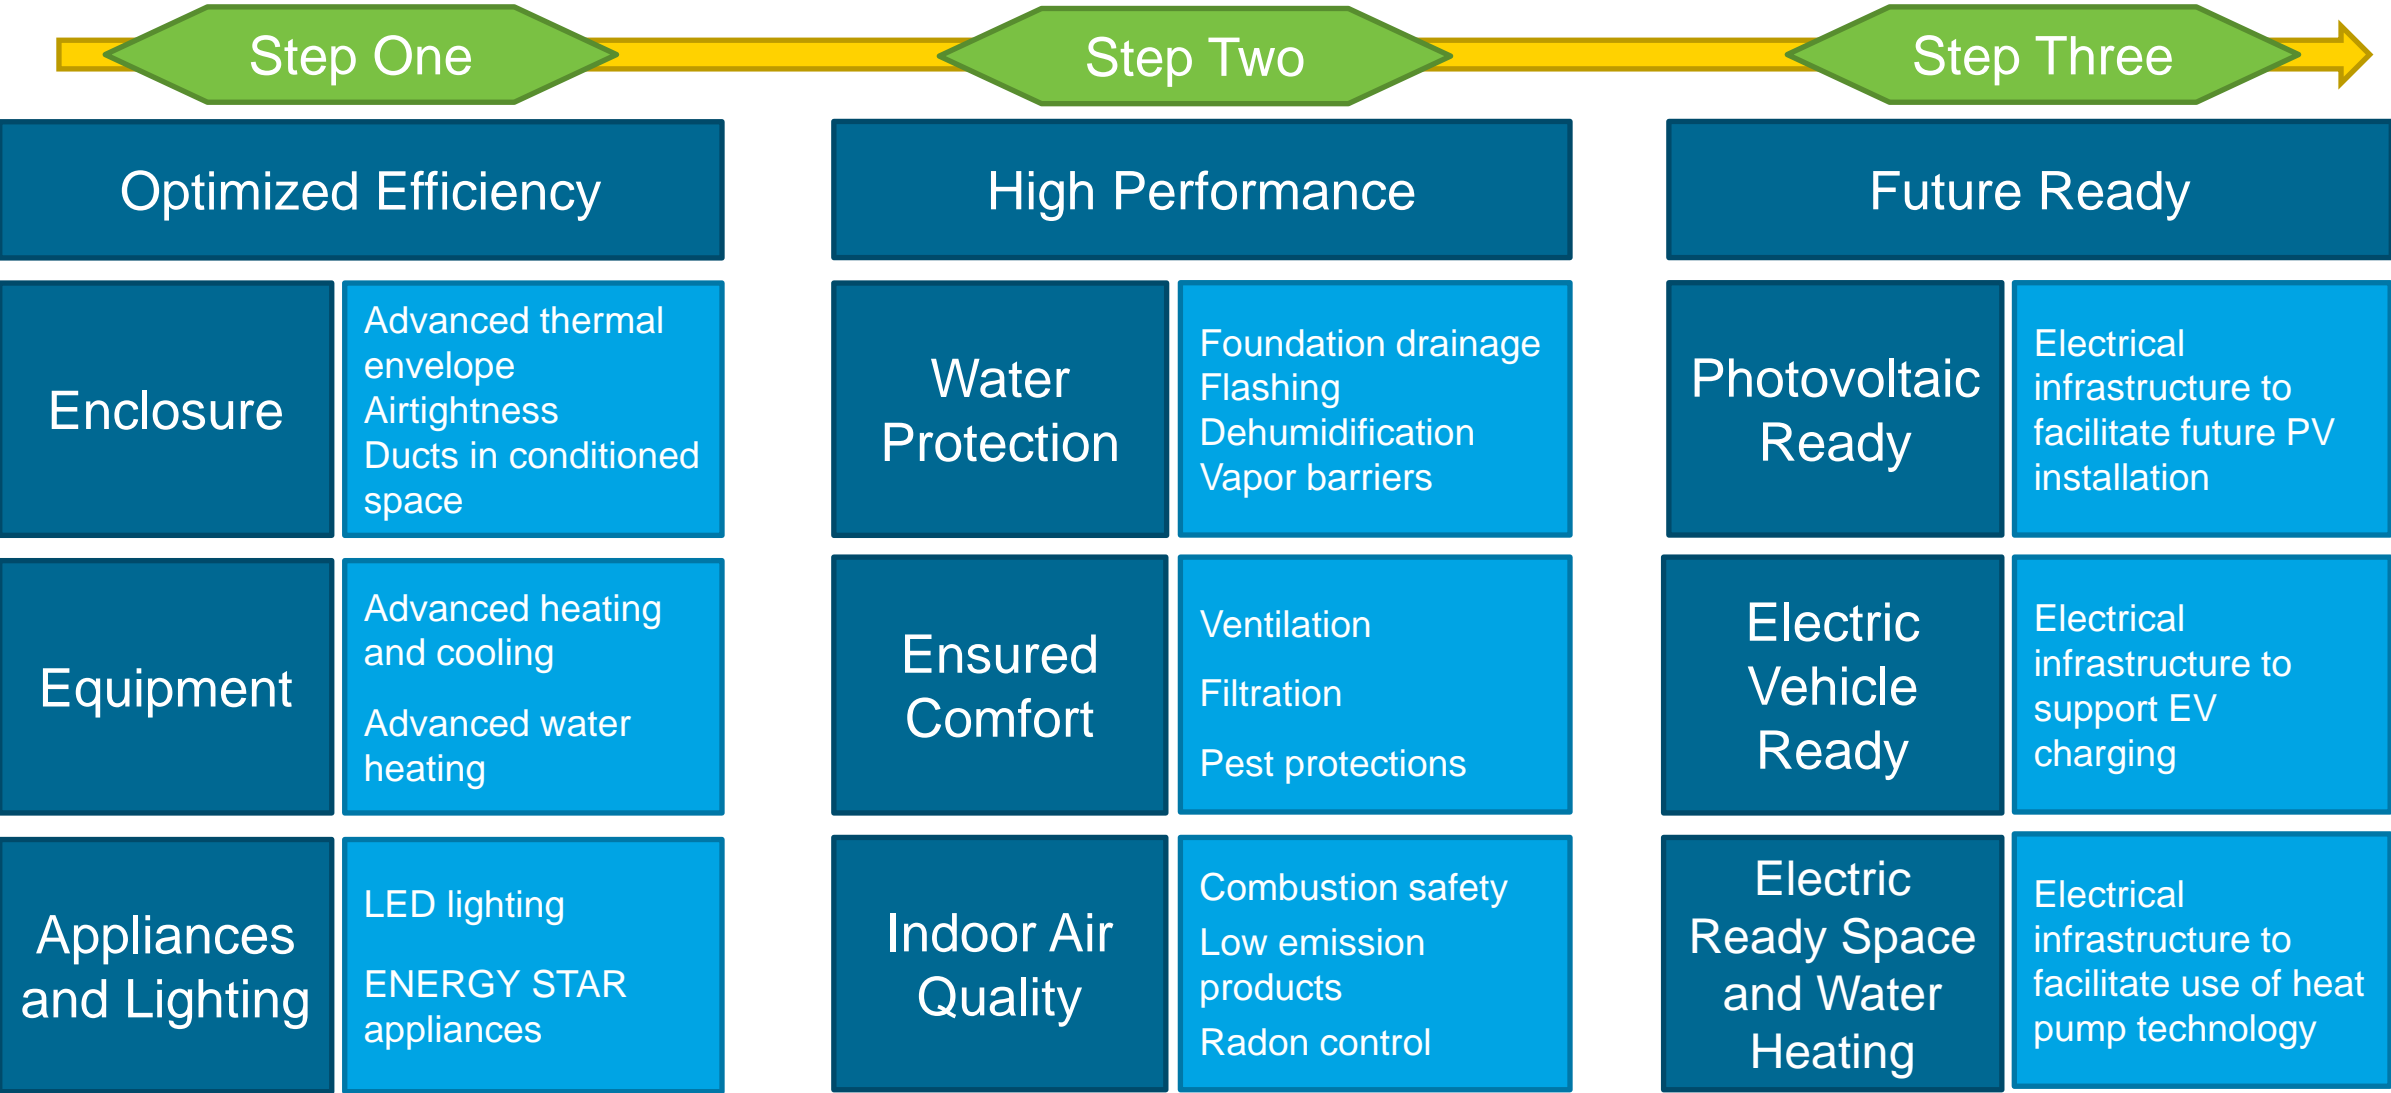 Step One
Step Two
Step Three
Optimized Efficiency
High Performance
Future Ready
Enclosure
Advanced thermal
envelope
Airtightness
Ducts in conditioned
space
Water
Protection
Foundation drainage
Flashing
Dehumidification
Vapor barriers
Photovoltaic
Ready
Electrical
infrastructure to
facilitate future PV
installation
Equipment
Advanced heating
and cooling
Advanced water
heating
Ensured
Comfort
Ventilation
Filtration
Pest protections
Electric
Vehicle
Ready
Electrical
infrastructure to
support EV
charging
Appliances
and Lighting
LED lighting
ENERGY STAR
appliances
Indoor Air
Quality
Combustion safety
Low emission
products
Radon control
Electric
Ready Space
and Water
Heating
Electrical
infrastructure to
facilitate use of heat
pump technology